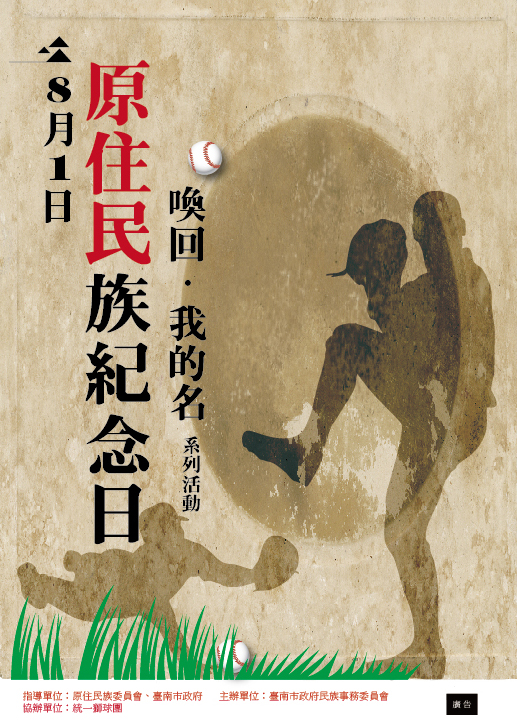 8月1日
原住民族紀念日
喚回・我的名
系列活動
指導單位：原住民族委員會、臺南市政府　主辦單位：臺南市政府民族事務委員會
協辦單位：統一獅球團
廣告